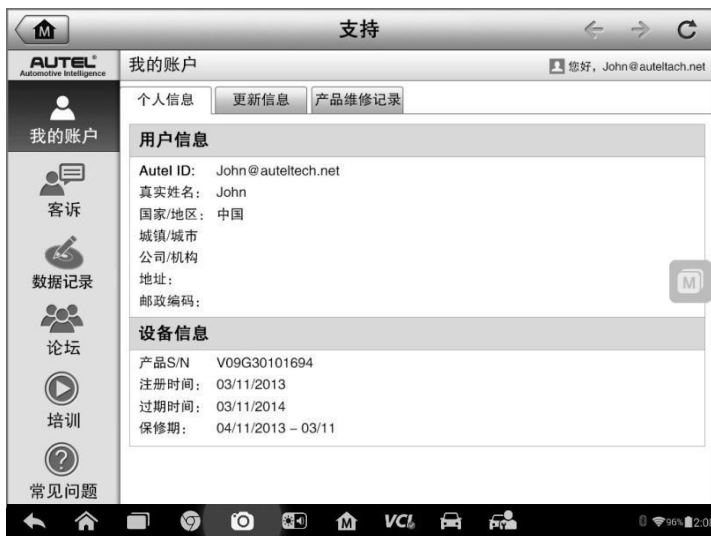 支持
AUTEL®
Automotive Intelligence
我的账户
您好，John@auteltach.net
个人信息
更新信息
产品维修记录
我的账户
客诉
数据记录
论坛
培训
常见问题
用户信息
Autel ID: John@auteltech.net
真实姓名： John
国家/地区： 中国
城镇/城市
公司/机构
地址：
邮政编码：
设备信息
产品S/N V09G30101694
注册时间： 03/11/2013
过期时间： 03/11/2014
保修期： 04/11/2013 – 03/11
M
M
M
VCI
96%